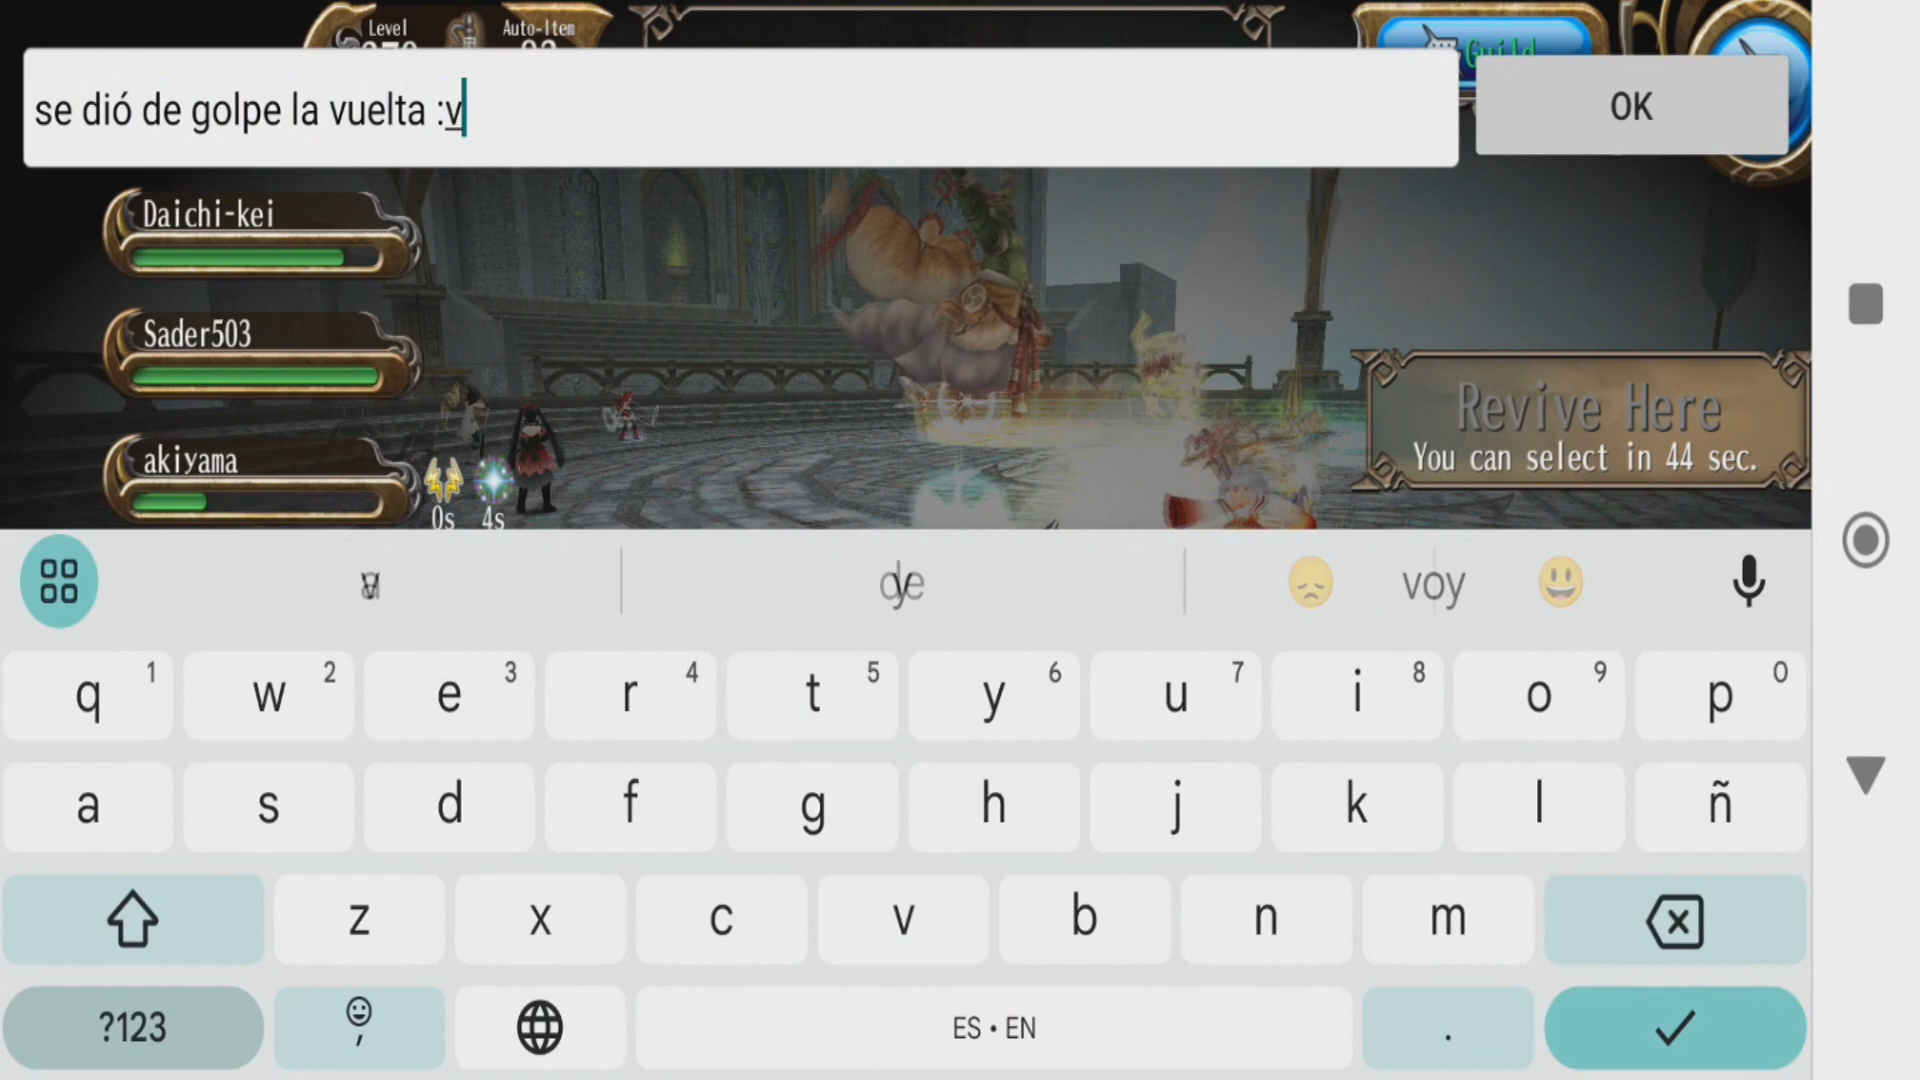 Level
Auto-Item
Guild
se dió de golpe la vuelta :v
OK
Daichi-kei
Sader503
akiyama
0s 4s
Revive Here
You can select in 44 sec.
voy
q 1 w 2 e 3 r 4 t 5 y 6 u 7 i 8 o 9 p 0
a s d f g h j k l ñ
z x c v b n m
?123 , ES • EN .